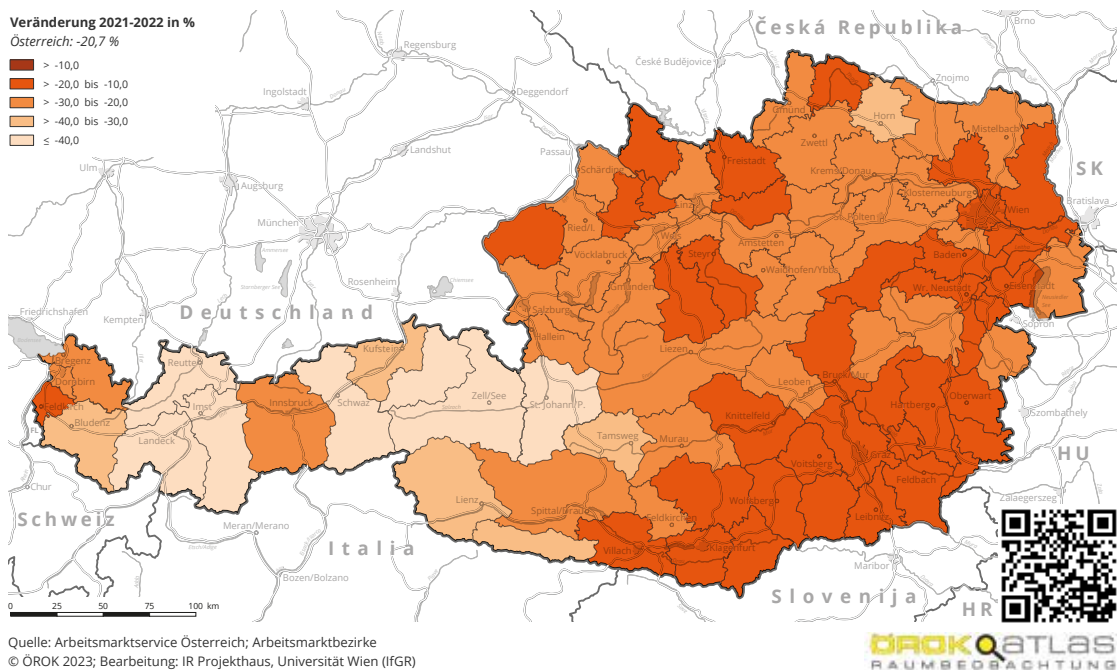 Veränderung 2021-2022 in %
Österreich: -20,7 %
> -10,0
> -20,0 bis -10,0
> -30,0 bis -20,0
> -40,0 bis -30,0
≤ -40,0
Česká Republika
Brno
Regensburg
České Budějovice
Znojmo
Ingolstadt
Deggendorf
Gmünd
Horn
Mistelbach
Landshut
Passau
Freistadt
Zwettl
SK
Ulm
Augsburg
Schärding
Krems/Donau
Klosterneuburg
Bratislava
München
Linz
Wien
Ried/I.
Wels
St. Pölten
Vöcklabruck
Steyr
Amstetten
Baden
Waidhofen/Ybbs
Rosenheim
Chiemsee
Starnberger See
Gmunden
Wr. Neustadt
Eisenstadt
Friedrichshafen
Kempten
Deutschland
Salzburg
Sopron
Hallein
Kufstein
Liezen
Bregenz
Reutte
Dornbirn
Bruck/Mur
Leoben
Feldkirch
Innsbruck
Schwaz
Zell/See
St. Johann/P.
Hartberg
Oberwart
Imst
Bludenz
Knittelfeld
Szombathely
FL
Landeck
Tamsweg
Murau
Graz
HU
Voitsberg
Feldbach
Chur
Lienz
Wolfsberg
Zalaegerszeg
Spittal/Drau
Feldkirchen
Leibnitz
Schweiz
Meran/Merano
Italia
Villach
Klagenfurt
Maribor
Bozen/Bolzano
Slovenija
HR
0 25 50 75 100 km
Quelle: Arbeitsmarktservice Österreich; Arbeitsmarktbezirke
© ÖROK 2023; Bearbeitung: IR Projekthaus, Universität Wien (IfGR)
ÖROK ATLAS
RAUMBEOBACHTUNG